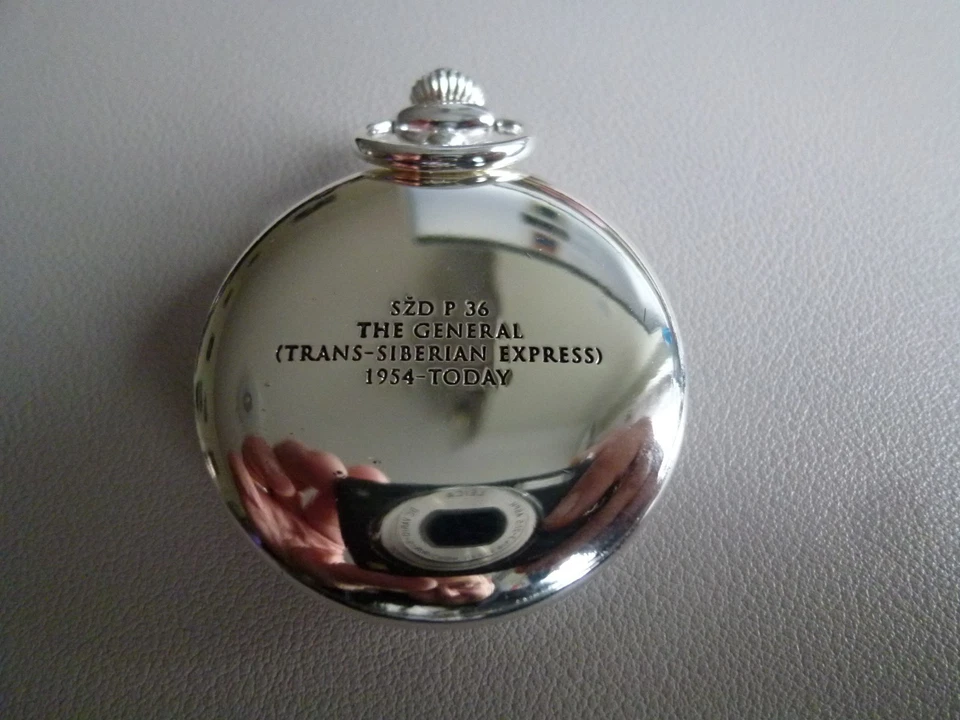 SŽD P 36
THE GENERAL
(TRANS-SIBERIAN EXPRESS)
1954-TODAY